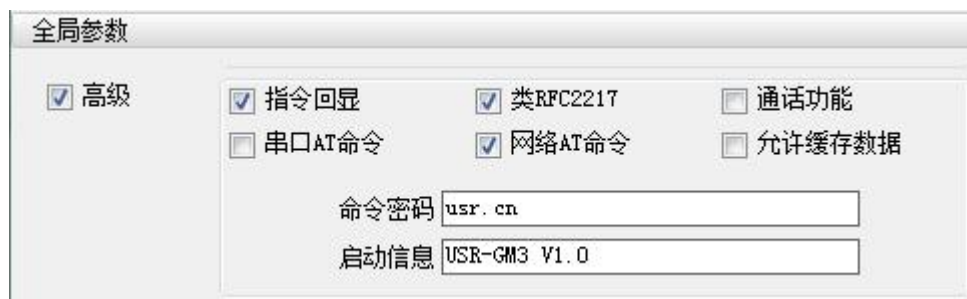 全局参数
高级
指令回显 类RFC2217 通话功能
串口AT命令 网络AT命令 允许缓存数据
命令密码 usr.cn
启动信息 USR-GM3 V1.0